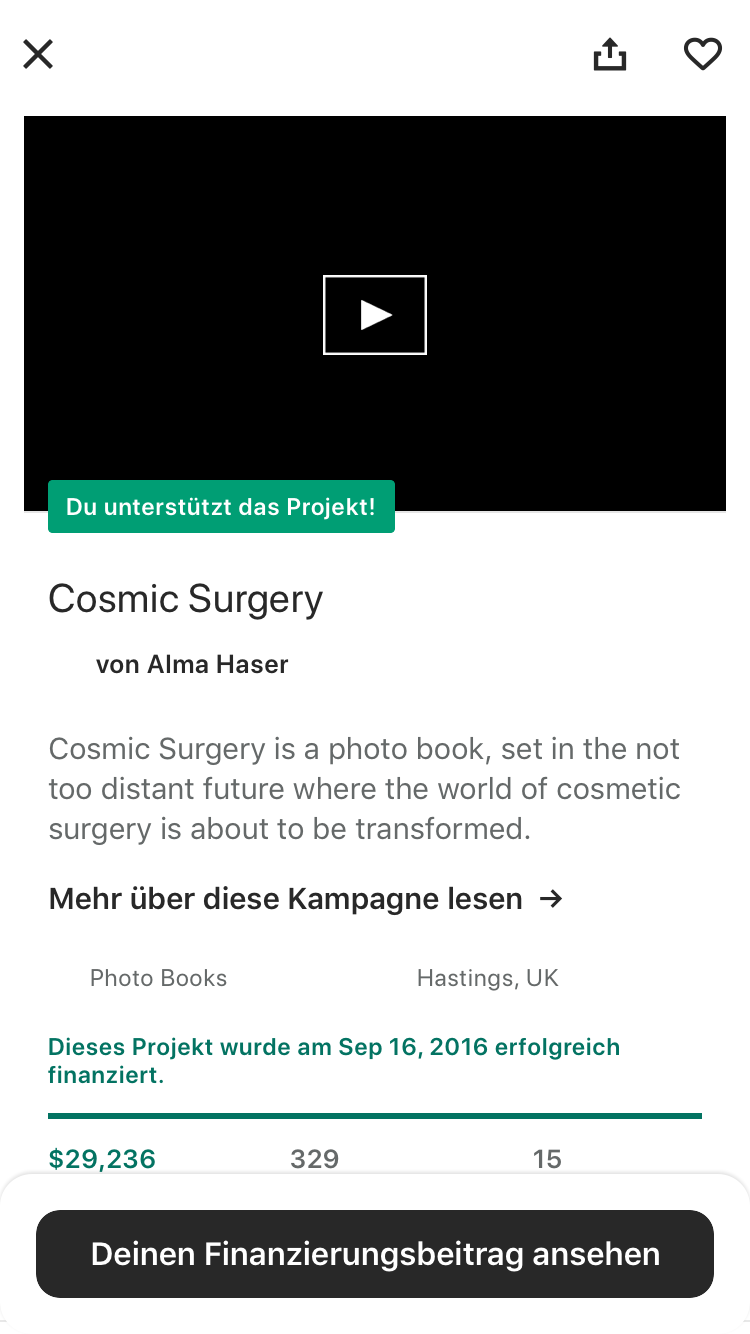 Du unterstützt das Projekt!
Cosmic Surgery
von Alma Haser
Cosmic Surgery is a photo book, set in the not
too distant future where the world of cosmetic
surgery is about to be transformed.
Mehr über diese Kampagne lesen →
Photo Books
Hastings, UK
Dieses Projekt wurde am Sep 16, 2016 erfolgreich
finanziert.
$29,236
329
15
Deinen Finanzierungsbeitrag ansehen